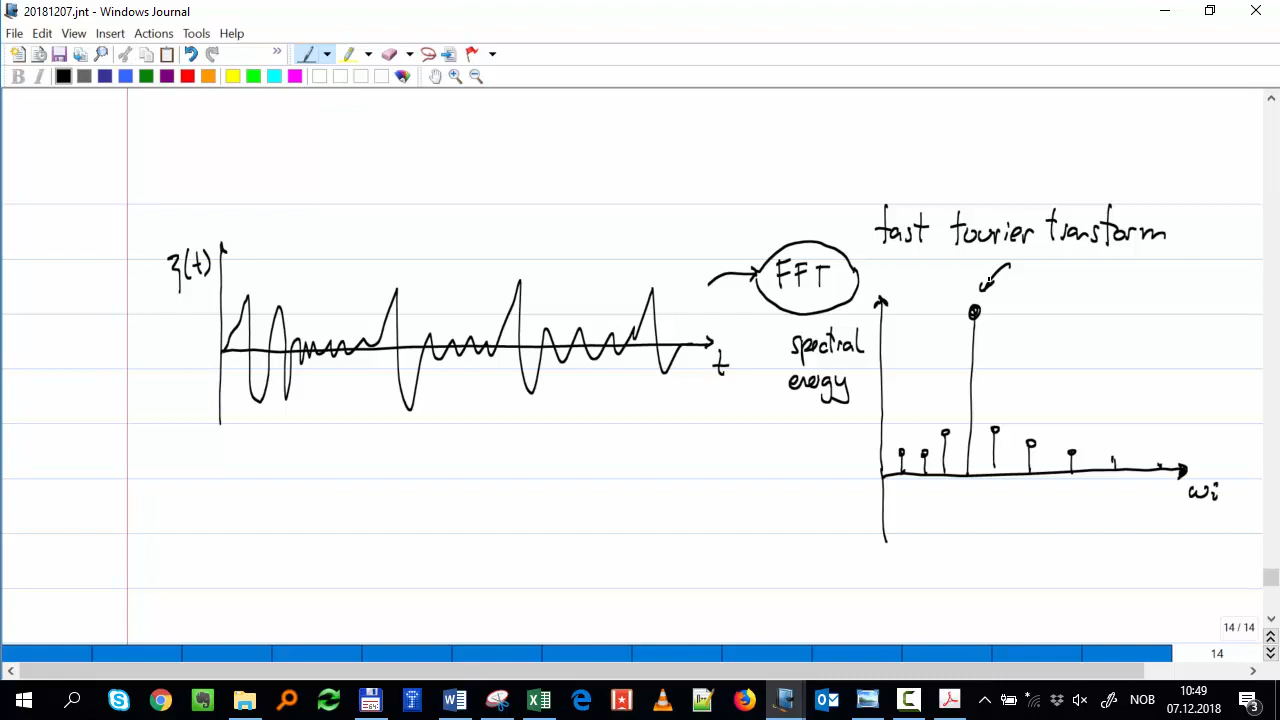 20181207.jnt - Windows Journal
File Edit View Insert Actions Tools Help
B I
fast fourier transform
ζ(t)
FFT
spectral
energy
t
ωi
14 / 14
14
NOB
10:49
07.12.2018
3